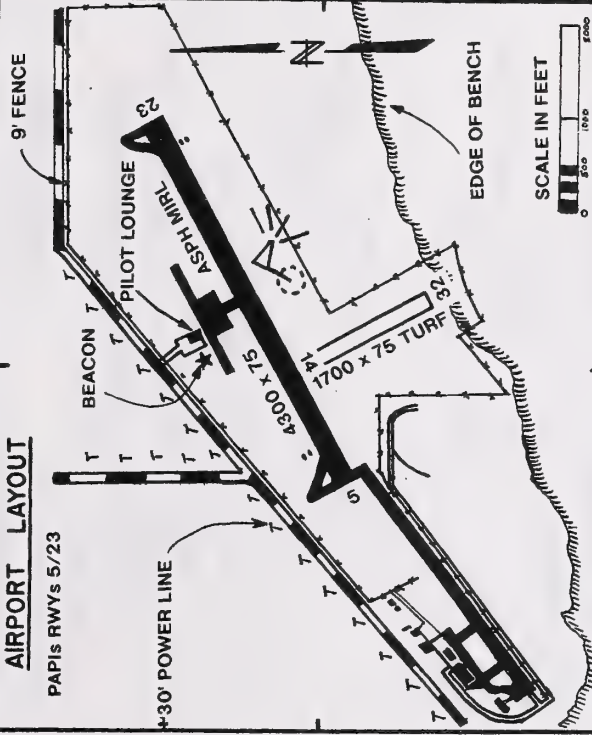 AIRPORT LAYOUT
PAPIs RWYs 5/23
9' FENCE
PILOT LOUNGE
BEACON
ASPH MIRL
23
4300 x 75
14
1700 x 75 TURF
32
5
+30' POWER LINE
N
EDGE OF BENCH
SCALE IN FEET
0 500 1000 2000
T T T T T T T T T T T T T T T T T T T T T